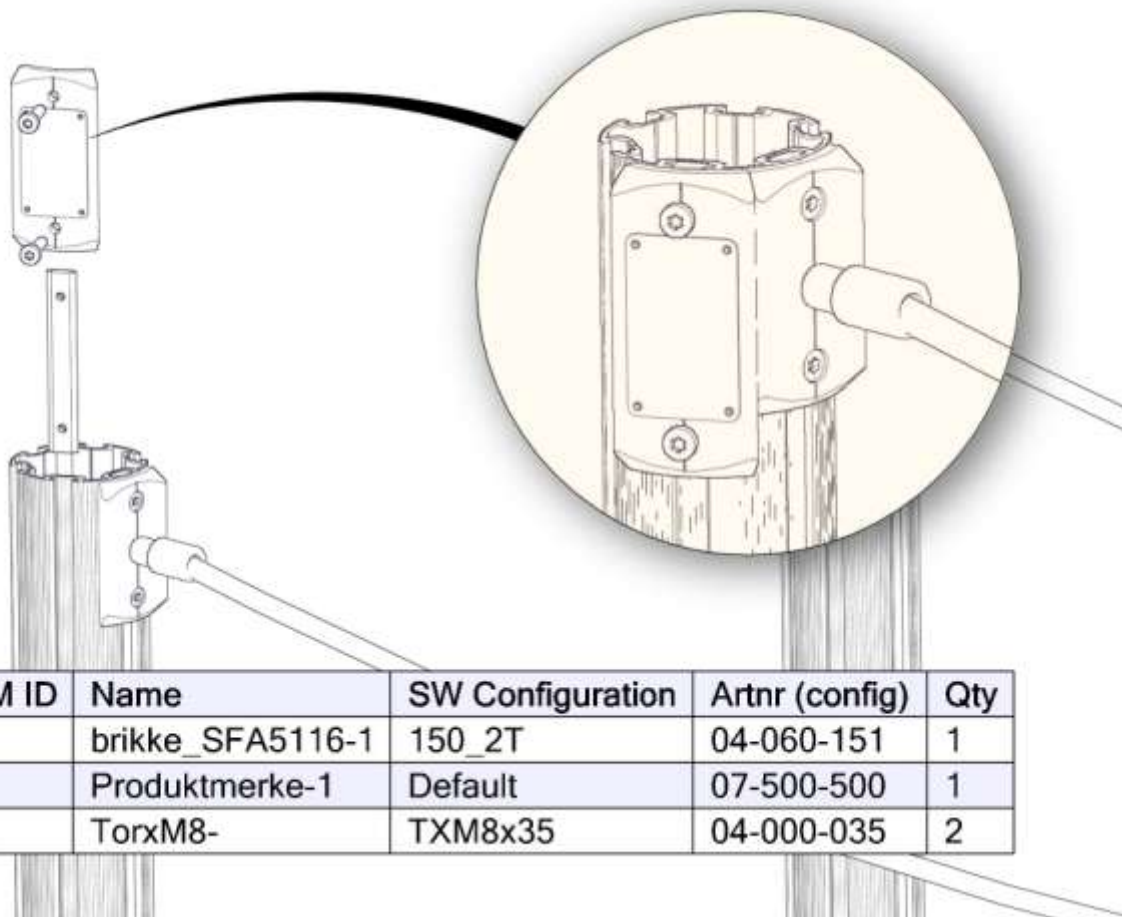 M ID Name SW Configuration Artnr (config) Qty
brikke_SFA5116-1 150_2T 04-060-151 1
Produktmerke-1 Default 07-500-500 1
TorxM8- TXM8x35 04-000-035 2